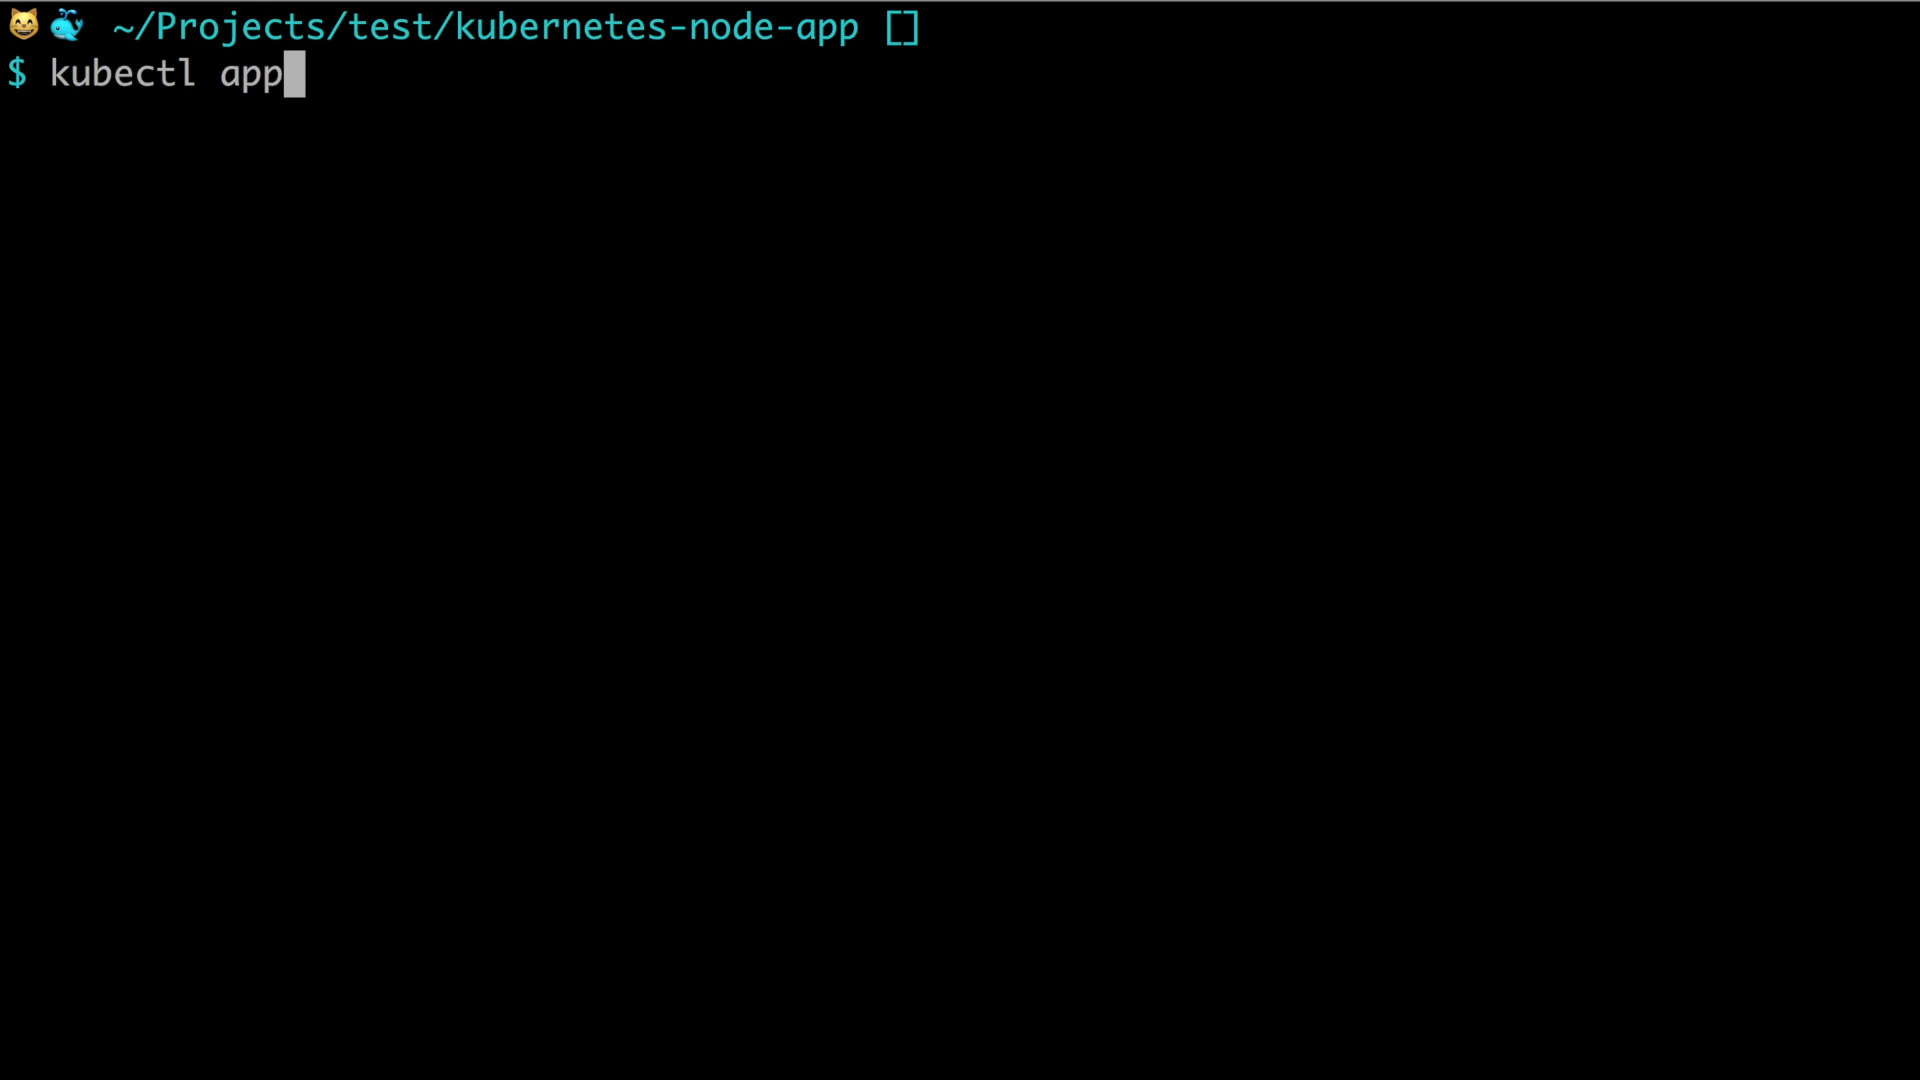 😸🐳 ~/Projects/test/kubernetes-node-app []
$ kubectl app